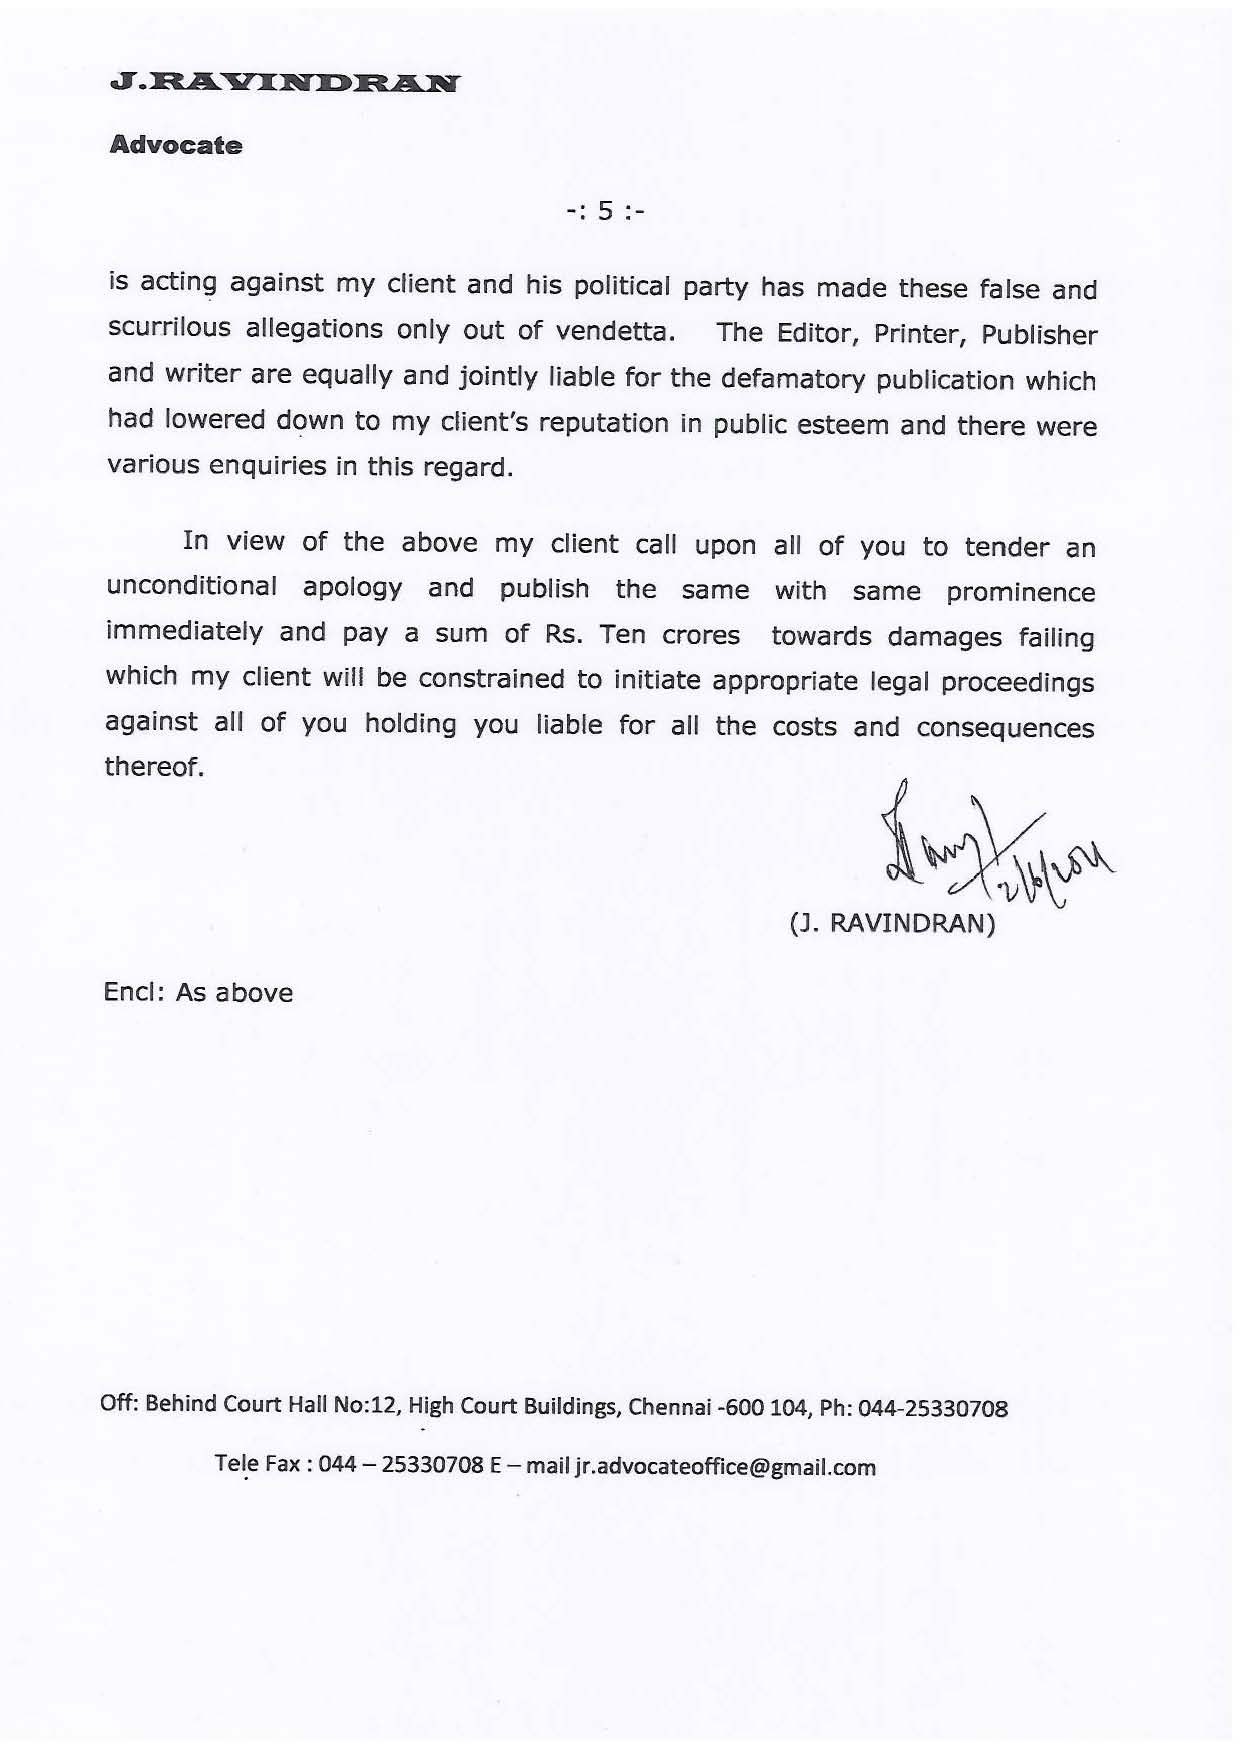 J.RAVINDRAN
Advocate
-: 5 :-
is acting against my client and his political party has made these false and
scurrilous allegations only out of vendetta. The Editor, Printer, Publisher
and writer are equally and jointly liable for the defamatory publication which
had lowered down to my client's reputation in public esteem and there were
various enquiries in this regard.
In view of the above my client call upon all of you to tender an
unconditional apology and publish the same with same prominence
immediately and pay a sum of Rs. Ten crores towards damages failing
which my client will be constrained to initiate appropriate legal proceedings
against all of you holding you liable for all the costs and consequences
thereof.
2/6/2011
(J. RAVINDRAN)
Encl: As above
Off: Behind Court Hall No:12, High Court Buildings, Chennai -600 104, Ph: 044-25330708
Tele Fax : 044 – 25330708 E – mail jr.advocateoffice@gmail.com